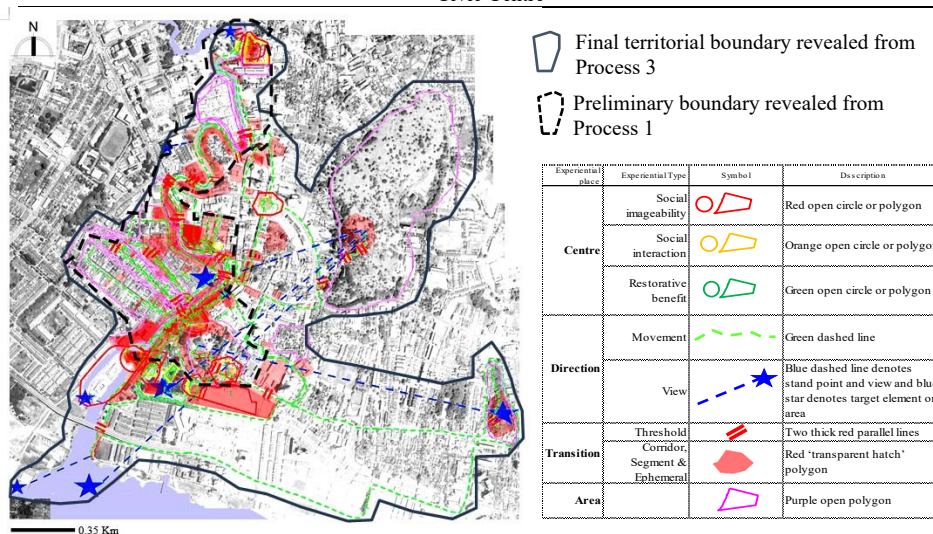 N
Final territorial boundary revealed from
Process 3
Preliminary boundary revealed from
Process 1
Experiential place Experiential Type Symbol Dsscription
Centre
Social imageability Red open circle or polygon
Social interaction Orange open circle or polygon
Restorative benefit Green open circle or polygon
Direction
Movement Green dashed line
View Blue dashed line denotes
stand point and view and blue
star denotes target element or
area
Transition
Threshold Two thick red parallel lines
Corridor, Segment & Ephemeral Red ‘transparent hatch’
polygon
Area Purple open polygon
0.35 Km